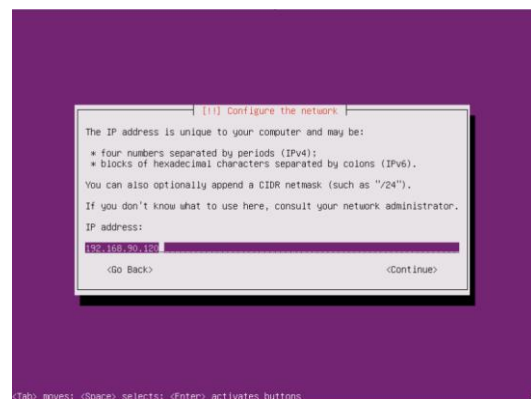 [!!] Configure the network
The IP address is unique to your computer and may be:
* four numbers separated by periods (IPv4);
* blocks of hexadecimal characters separated by colons (IPv6).
You can also optionally append a CIDR netmask (such as "/24").
If you don't know what to use here, consult your network administrator.
IP address:
192.168.90.120
<Go Back> <Continue>
<Tab> moves; <Space> selects; <Enter> activates buttons